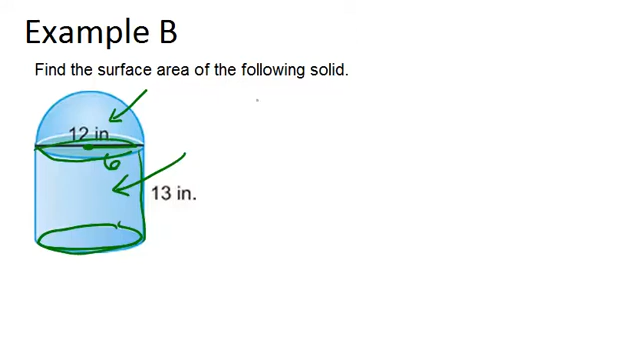 Example B
Find the surface area of the following solid.
12 in
6
13 in.